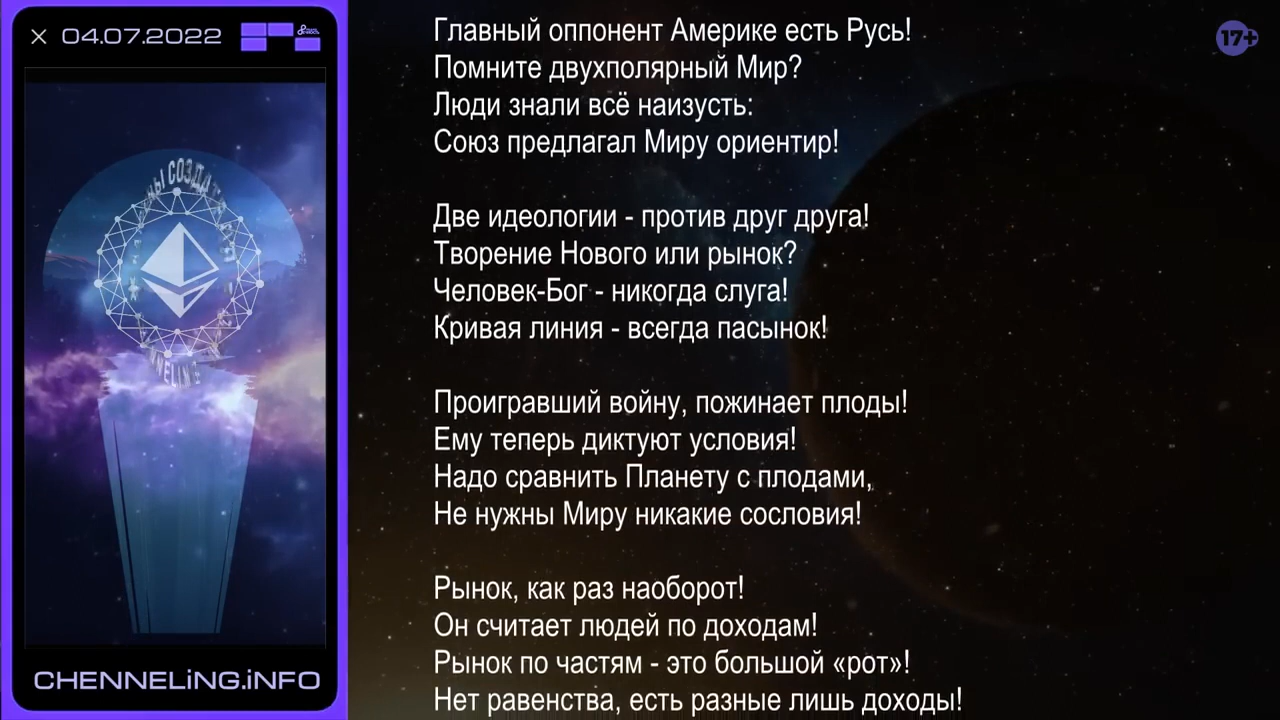 04.07.2022
НЫ СОЗДА
CHENNELiNG.iNFO
Главный оппонент Америке есть Русь!
Помните двухполярный Мир?
Люди знали всё наизусть:
Союз предлагал Миру ориентир!
Две идеологии - против друг друга!
Творение Нового или рынок?
Человек-Бог - никогда слуга!
Кривая линия - всегда пасынок!
Проигравший войну, пожинает плоды!
Ему теперь диктуют условия!
Надо сравнить Планету с плодами,
Не нужны Миру никакие сословия!
Рынок, как раз наоборот!
Он считает людей по доходам!
Рынок по частям - это большой «рот»!
Нет равенства, есть разные лишь доходы!
17+